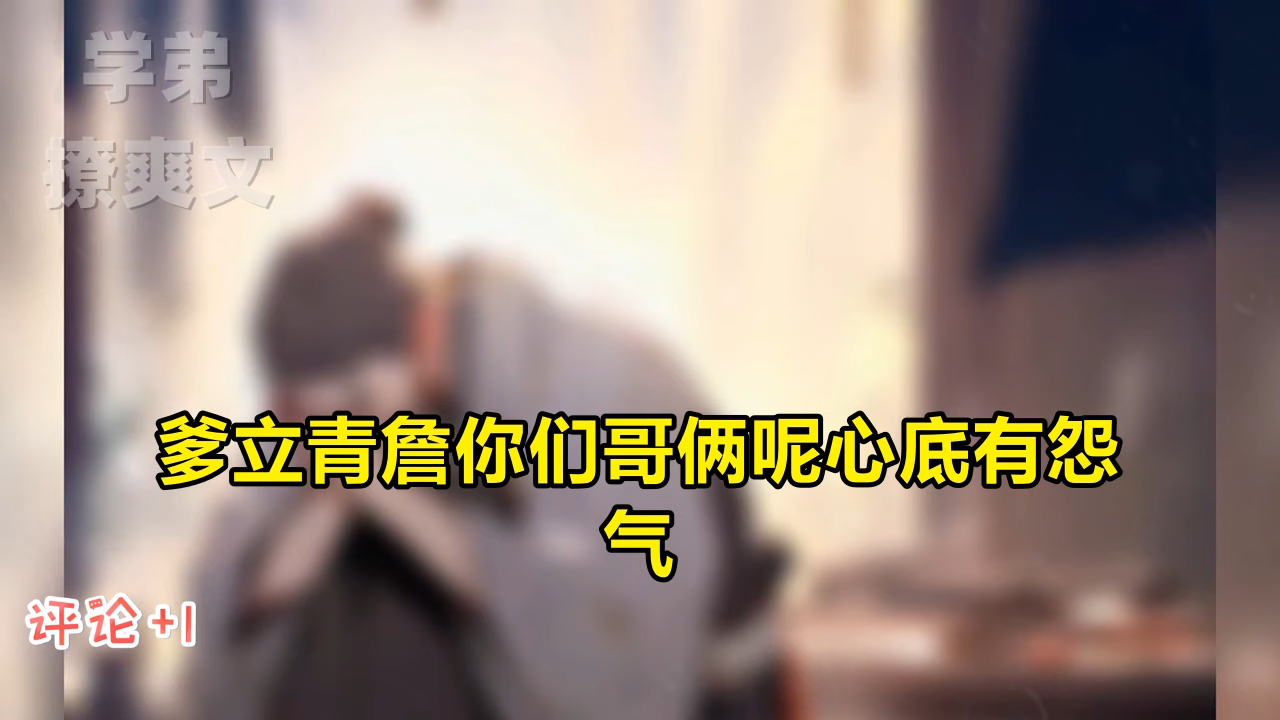 学弟
撩爽文
爹立青詹你们哥俩呢心底有怨
气
评论+1